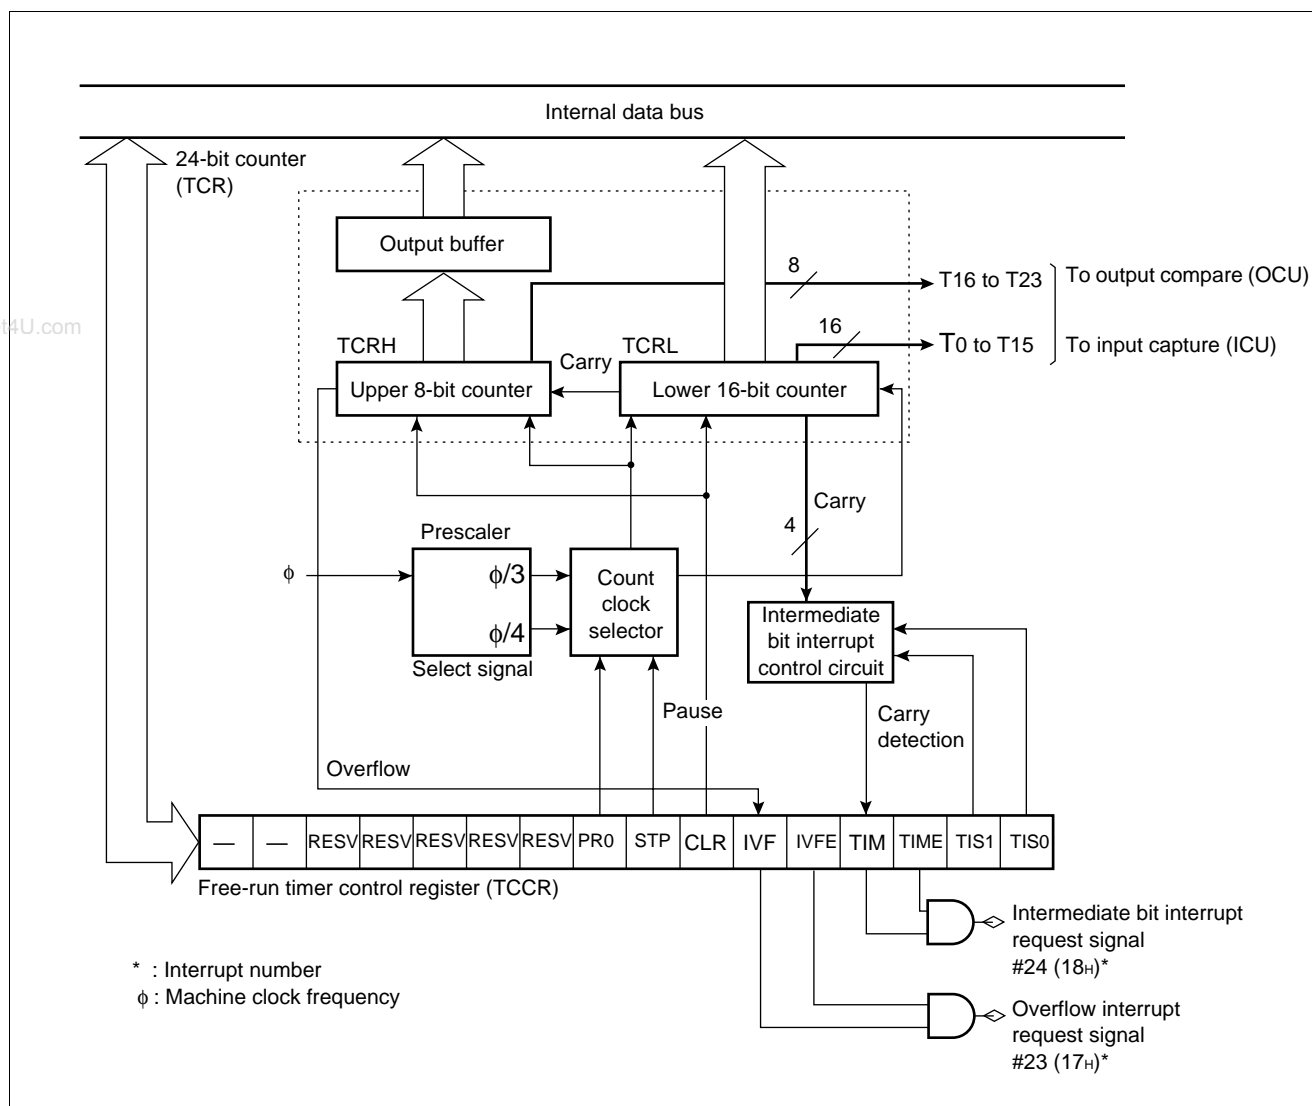 Internal data bus
24-bit counter
(TCR)
Output buffer
8
T16 to T23
To output compare (OCU)
t4U.com
16
TCRH
TCRL
T0 to T15
To input capture (ICU)
Carry
Upper 8-bit counter
Lower 16-bit counter
Carry
4
Prescaler
ϕ
ϕ/3
ϕ/4
Count
clock
selector
Select signal
Intermediate
bit interrupt
control circuit
Pause
Carry
detection
Overflow
— — RESV RESV RESV RESV RESV PR0 STP CLR IVF IVFE TIM TIME TIS1 TIS0
Free-run timer control register (TCCR)
Intermediate bit interrupt
request signal
#24 (18H)*
* : Interrupt number
ϕ : Machine clock frequency
Overflow interrupt
request signal
#23 (17H)*